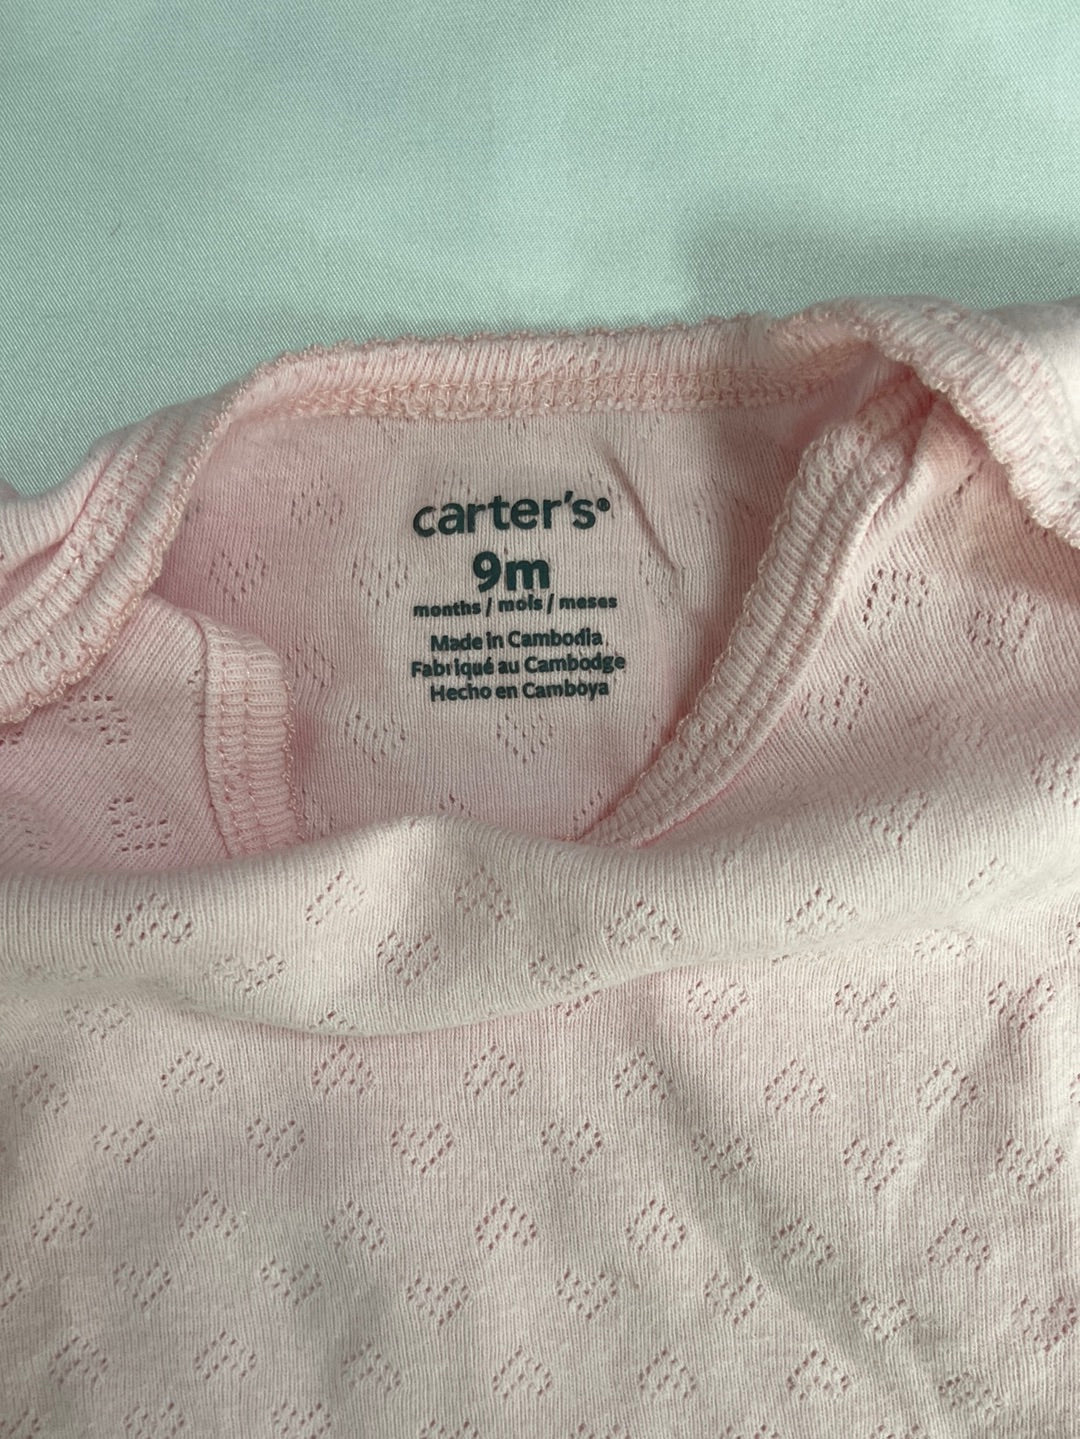 carter's®
9m
months / mois / meses
Made in Cambodia
Fabriqué au Cambodge
Hecho en Camboya